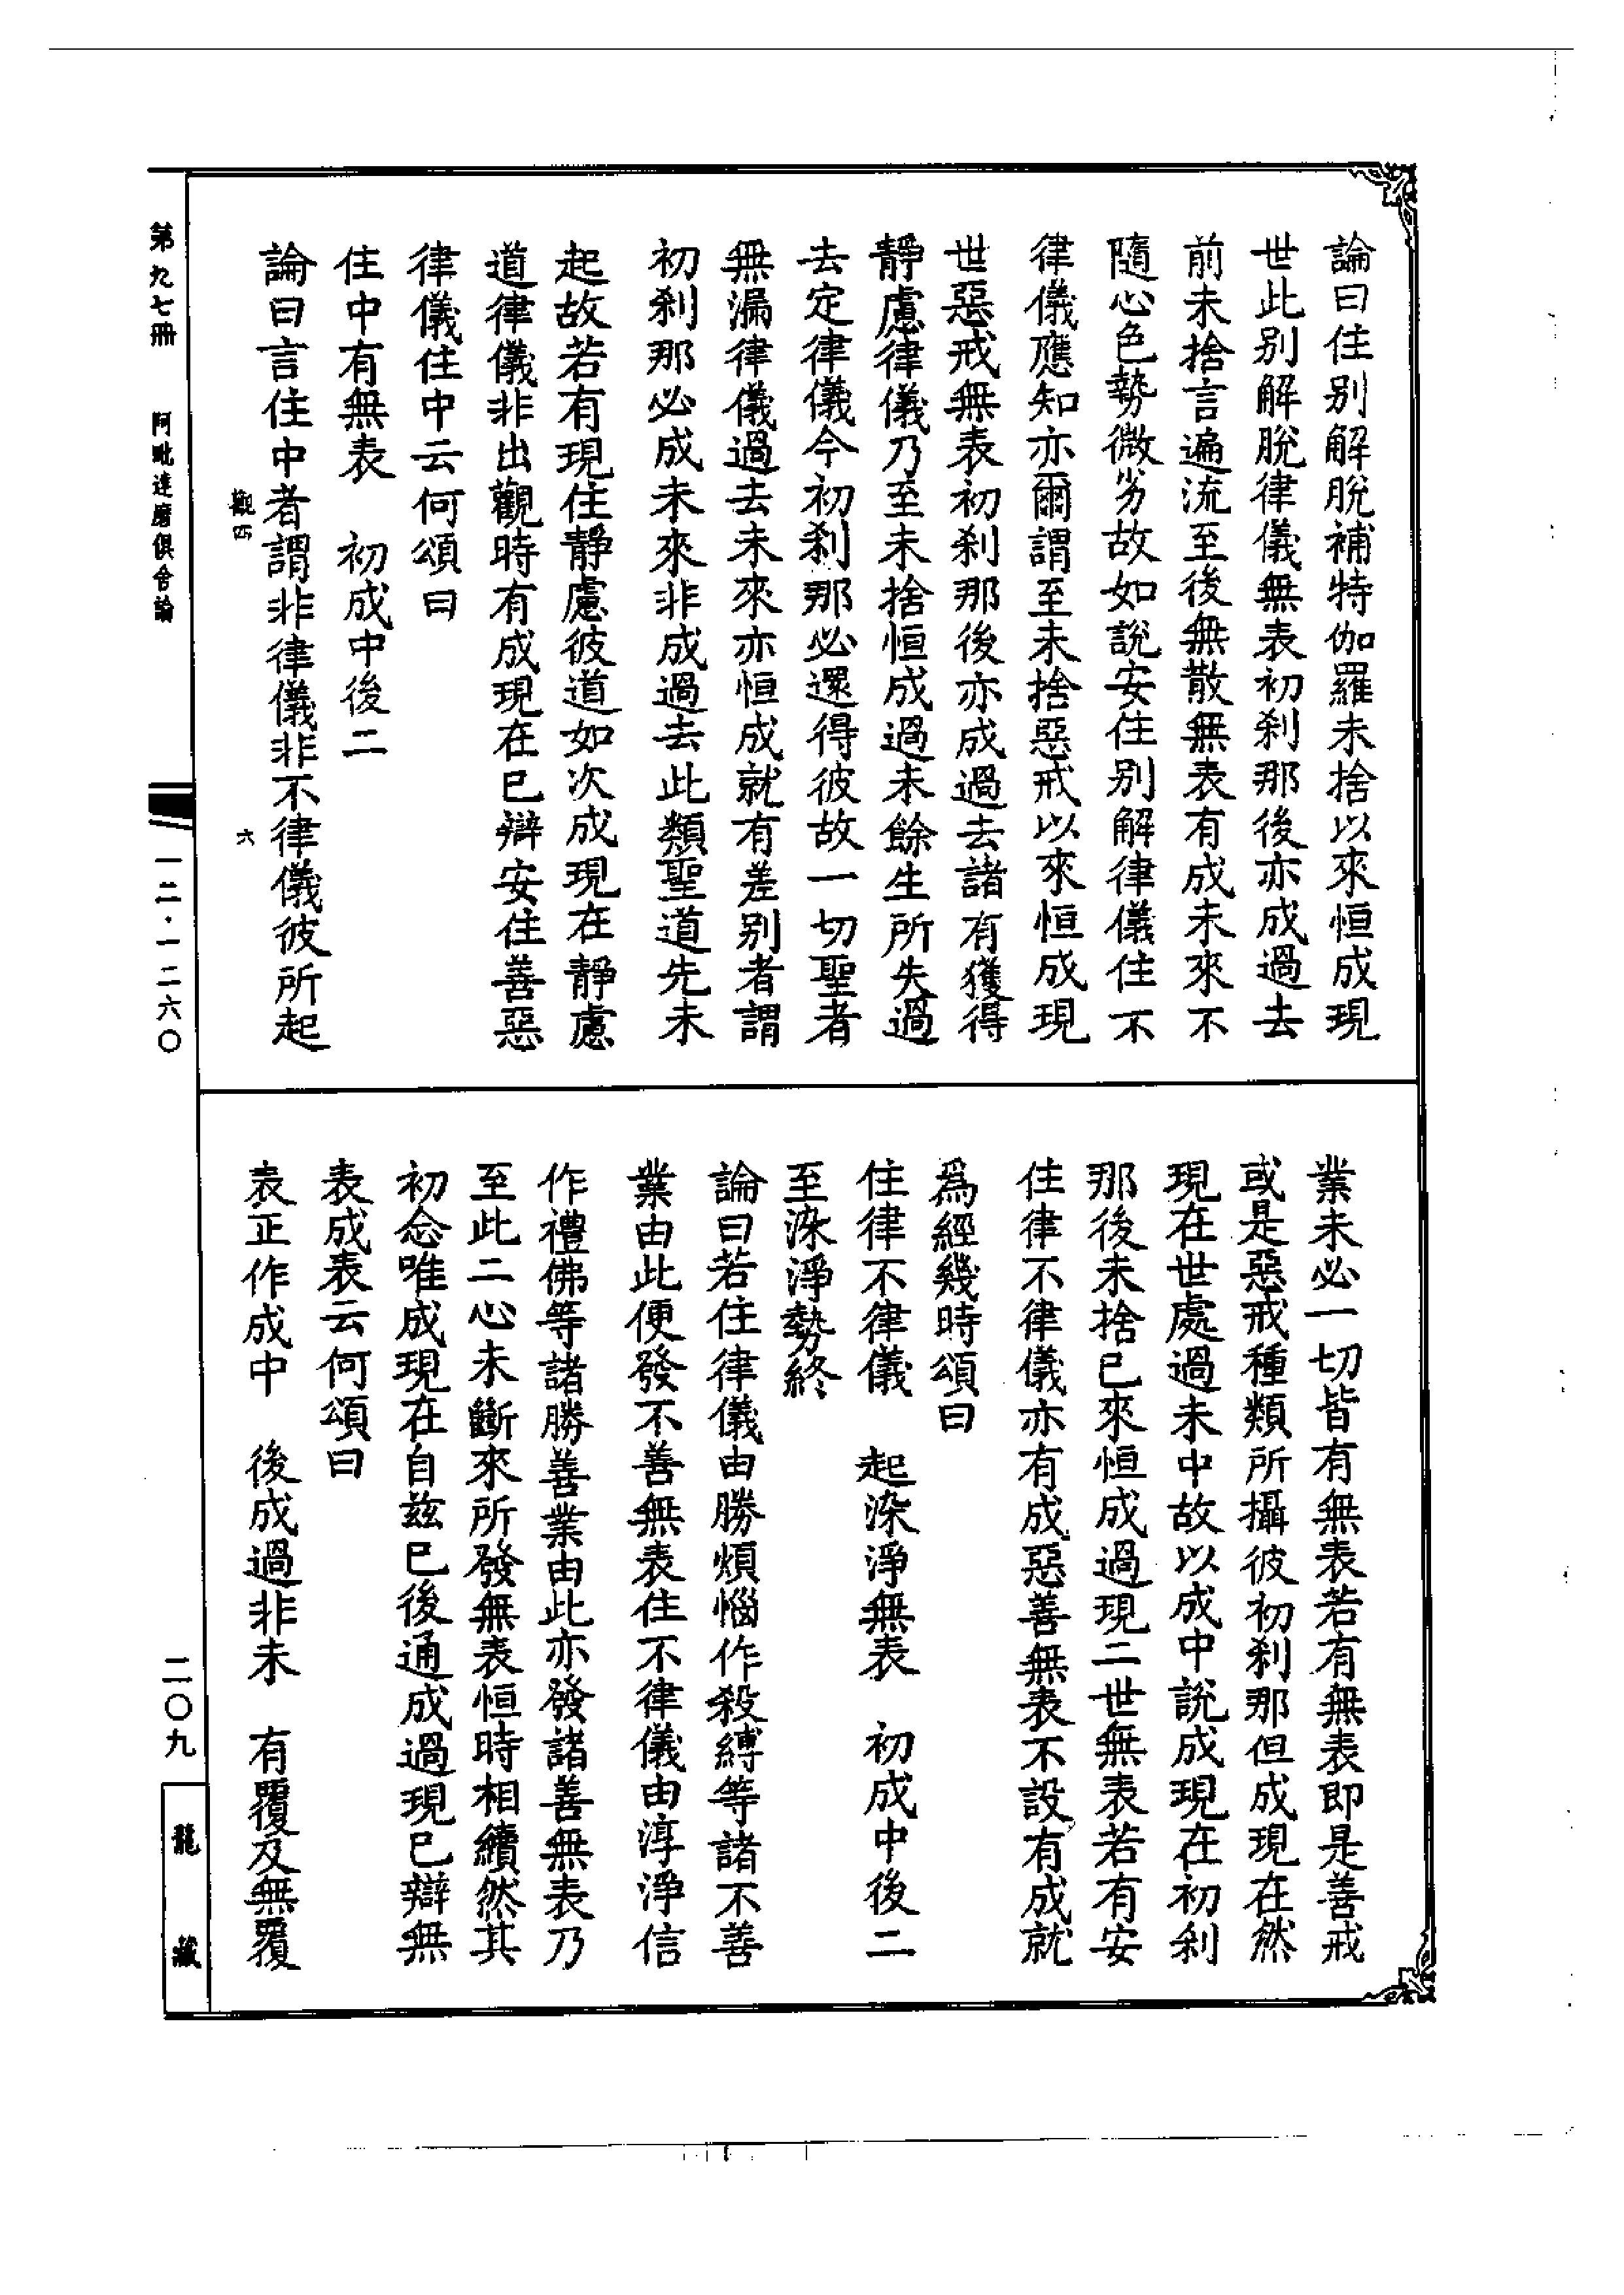 論曰住別解脫補特伽羅未捨以來恒成現
世此別解脫律儀無表初刹那後亦成過去
前未捨言遍流至後無散無表有成未來不
隨心色勢微劣故如說安住別解律儀住不
律儀應知亦爾謂至未捨惡戒以來恒成現
世惡戒無表初刹那後亦成過去諸有獲得
靜慮律儀乃至未捨恒成過未餘生所失過
去定律儀今初刹那必還得彼故一切聖者
無漏律儀過去未來亦恒成就有差別者謂
初刹那必成未來非成過去此類聖道先未
起故若有現住靜慮彼道如次成現在靜慮
道律儀非出觀時有成現在已辯安住善惡
律儀住中云何頌曰
住中有無表　初成中後二
論曰言住中者謂非律儀非不律儀彼所起
觀四　六
業未必一切皆有無表若有無表即是善戒
或是惡戒種類所攝彼初刹那但成現在然
現在世處過未中故以成中說成現在初刹
那後未捨已來恒成過現二世無表若有安
住律不律儀亦有成惡善無表不設有成就
爲經幾時頌曰
住律不律儀　起染淨無表　初成中後二
至染淨勢終
論曰若住律儀由勝煩惱作殺縛等諸不善
業由此便發不善無表住不律儀由淳淨信
作禮佛等諸勝善業由此亦發諸善無表乃
至此二心未斷來所發無表恒時相續然其
初念唯成現在自茲已後通成過現已辯無
表成表云何頌曰
表正作成中　後成過非未　有覆及無覆
第九七冊　阿毗達磨俱舍論　一二・一二六〇　二〇九　龍藏